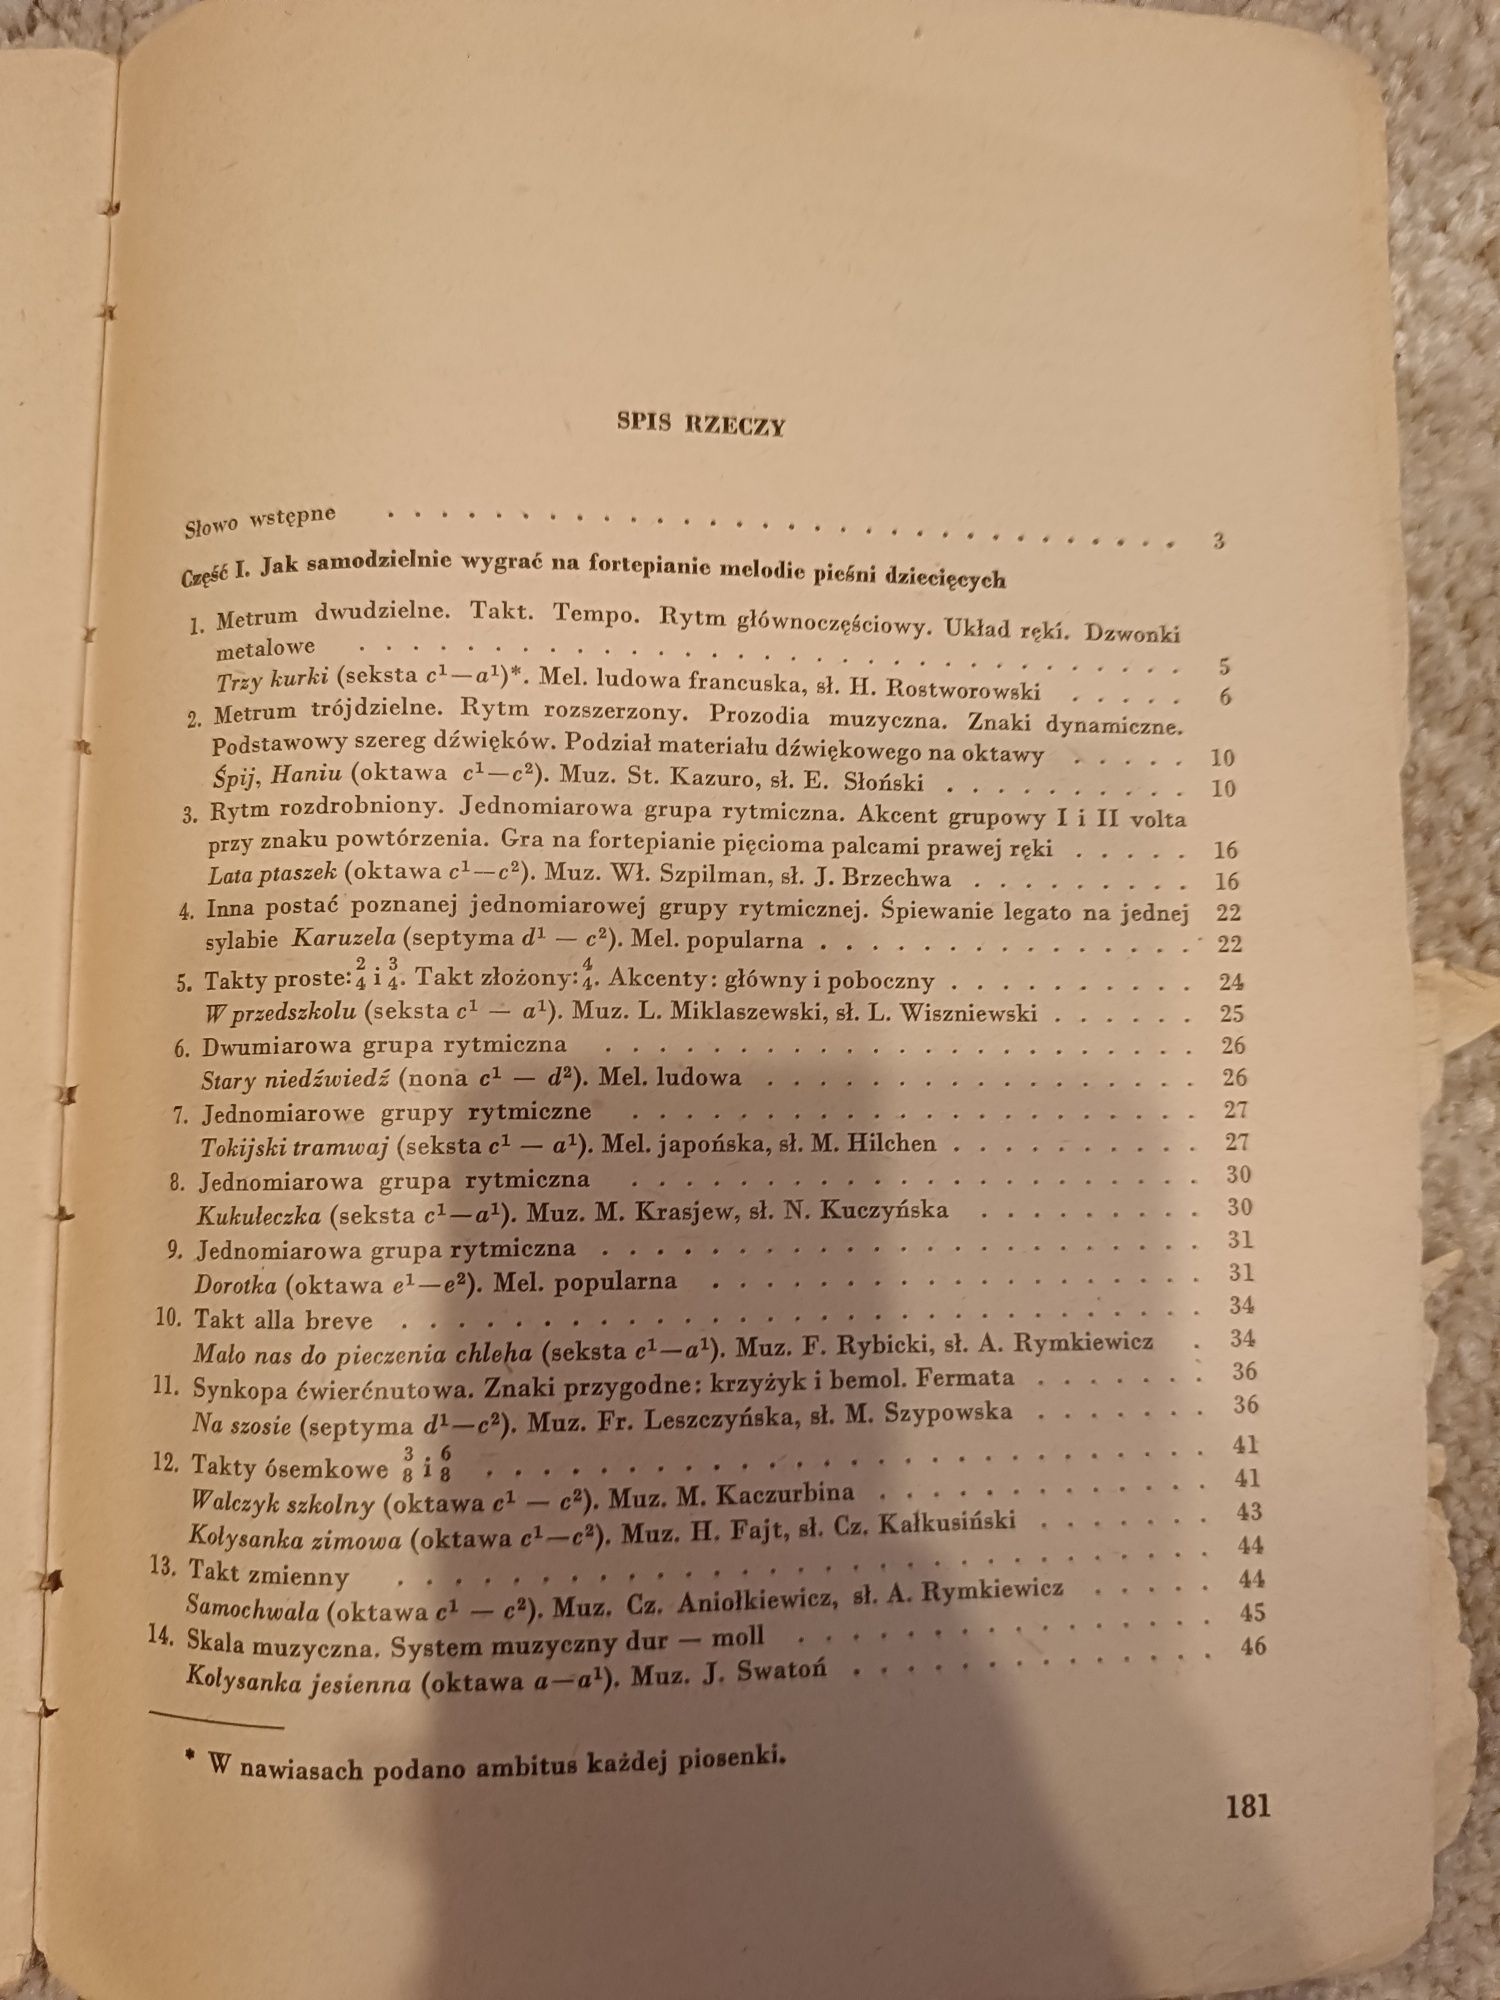 SPIS RZECZY
Słowo wstępne . . . . . . . . . . . . . . . . . . . . . . . . . . . . . . 3
Część I. Jak samodzielnie wygrać na fortepianie melodie pieśni dziecięcych
1. Metrum dwudzielne. Takt. Tempo. Rytm głównoczęściowy. Układ ręki. Dzwonki
metalowe . . . . . . . . . . . . . . . . . . . . . . . . . . . . . . 5
Trzy kurki (seksta c¹—a¹)*. Mel. ludowa francuska, sł. H. Rostworowski . . . . . 6
2. Metrum trójdzielne. Rytm rozszerzony. Prozodia muzyczna. Znaki dynamiczne.
Podstawowy szereg dźwięków. Podział materiału dźwiękowego na oktawy . . . . . 10
Śpij, Haniu (oktawa c¹—c²). Muz. St. Kazuro, sł. E. Słoński . . . . . . . . . . 10
3. Rytm rozdrobniony. Jednomiarowa grupa rytmiczna. Akcent grupowy I i II volta
przy znaku powtórzenia. Gra na fortepianie pięcioma palcami prawej ręki . . . . . 16
Lata ptaszek (oktawa c¹—c²). Muz. Wł. Szpilman, sł. J. Brzechwa . . . . . . . . . 16
4. Inna postać poznanej jednomiarowej grupy rytmicznej. Śpiewanie legato na jednej 22
sylabie Karuzela (septyma d¹ — c²). Mel. popularna . . . . . . . . . . . . . . . 22
5. Takty proste: 2/4 i 3/4. Takt złożony: 4/4. Akcenty: główny i poboczny . . . . . . . . . . 24
W przedszkolu (seksta c¹ — a¹). Muz. L. Miklaszewski, sł. L. Wiszniewski . . . . . . 25
6. Dwumiarowa grupa rytmiczna . . . . . . . . . . . . . . . . . . . . . . 26
Stary niedźwiedź (nona c¹ — d²). Mel. ludowa . . . . . . . . . . . . . . . . 26
7. Jednomiarowe grupy rytmiczne . . . . . . . . . . . . . . . . . . . . . 27
Tokijski tramwaj (seksta c¹ — a¹). Mel. japońska, sł. M. Hilchen . . . . . . . . . . 27
8. Jednomiarowa grupa rytmiczna . . . . . . . . . . . . . . . . . . . . . 30
Kukułeczka (seksta c¹—a¹). Muz. M. Krasjew, sł. N. Kuczyńska . . . . . . . . . 30
9. Jednomiarowa grupa rytmiczna . . . . . . . . . . . . . . . . . . . . . . 31
Dorotka (oktawa e¹—e²). Mel. popularna . . . . . . . . . . . . . . . . . . 31
10. Takt alla breve . . . . . . . . . . . . . . . . . . . . . . . . . . . . . 34
Mało nas do pieczenia chleba (seksta c¹—a¹). Muz. F. Rybicki, sł. A. Rymkiewicz . 34
11. Synkopa ćwierćnutowa. Znaki przygodne: krzyżyk i bemol. Fermata . . . . . . . 36
Na szosie (septyma d¹—c²). Muz. Fr. Leszczyńska, sł. M. Szypowska . . . . . . . 36
12. Takty ósemkowe 3/8 i 6/8 . . . . . . . . . . . . . . . . . . . . . . . . . . 41
Walczyk szkolny (oktawa c¹ — c²). Muz. M. Kaczurbina . . . . . . . . . . . . . 41
Kołysanka zimowa (oktawa c¹—c²). Muz. H. Fajt, sł. Cz. Kałkusiński . . . . . . . 43
13. Takt zmienny . . . . . . . . . . . . . . . . . . . . . . . . . . . . . 44
Samochwała (oktawa c¹ — c²). Muz. Cz. Aniołkiewicz, sł. A. Rymkiewicz . . . . . 44
14. Skala muzyczna. System muzyczny dur — moll . . . . . . . . . . . . . . . 45
Kołysanka jesienna (oktawa a—a¹). Muz. J. Swatoń . . . . . . . . . . . . . . 46
* W nawiasach podano ambitus każdej piosenki.
181